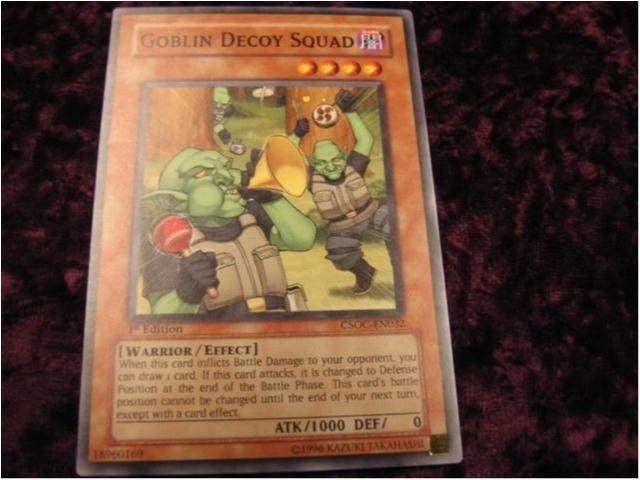 GOBLIN DECOY SQUAD
1st Edition
CSOC-EN032
[WARRIOR/EFFECT]
When this card inflicts Battle Damage to your opponent, you
can draw 1 card. If this card attacks, it is changed to Defense
Position at the end of the Battle Phase. This card's battle
position cannot be changed until the end of your next turn,
except with a card effect.
ATK/1000 DEF/ 0
18960169
©1996 KAZUKI TAKAHASHI